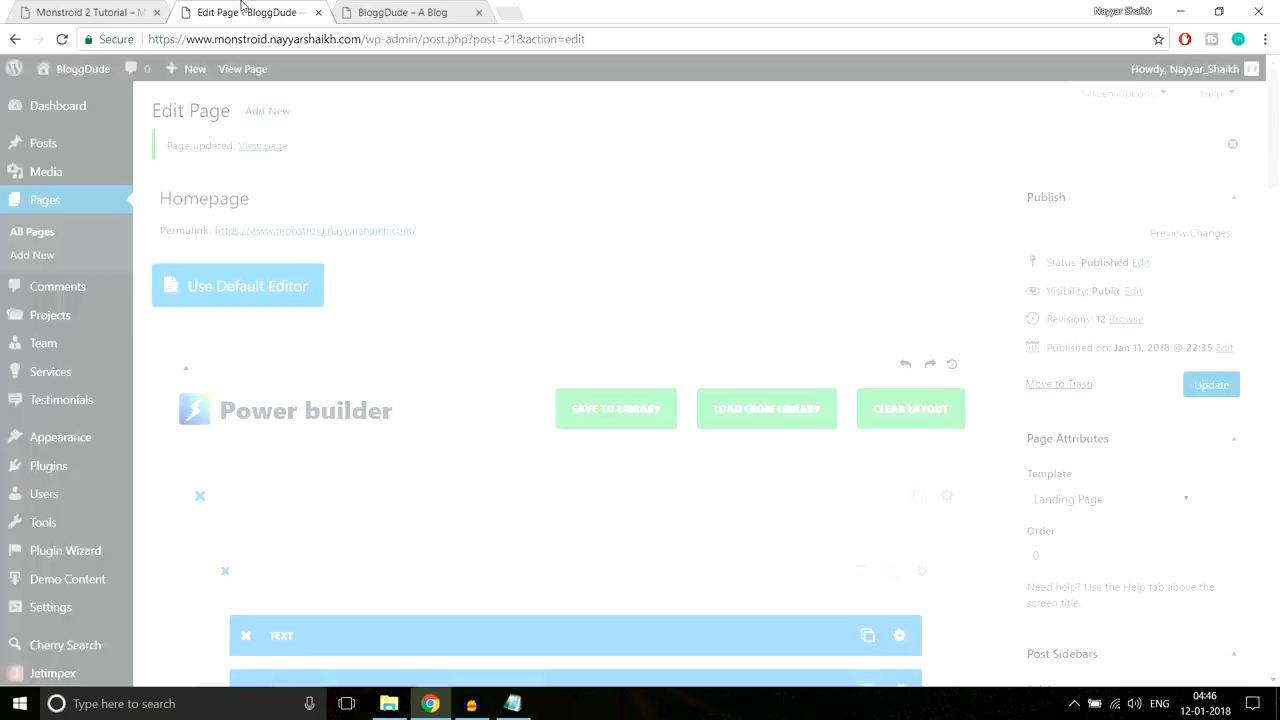 Monstroid 2 Tutorial – M
Edit Page ‹ BloggDude —
BloggDude – A Blog
Nayyar Shaikh
Secure
https://www.monstroid.nayyarshaikh.com/wp-admin/post.php?post=21&action=edit
BloggDude
0
New
View Page
Howdy, Nayyar_Shaikh
Dashboard
Posts
Media
Pages
All Pages
Add New
Comments
Projects
Team
Services
Testimonials
Appearance
Plugins
Users
Tools
Plugin Wizard
Demo Content
Settings
Cherry Search
Jetimpex
Screen Options
Help
Edit Page
Add New
Page updated. View page
Homepage
Permalink: https://www.monstroid.nayyarshaikh.com/
Use Default Editor
Power builder
SAVE TO LIBRARY
LOAD FROM LIBRARY
CLEAR LAYOUT
TEXT
Publish
Preview Changes
Status: Published Edit
Visibility: Public Edit
Revisions: 12 Browse
Published on: Jan 11, 2018 @ 22:35 Edit
Move to Trash
Update
Page Attributes
Template
Landing Page
Order
0
Need help? Use the Help tab above the
screen title.
Post Sidebars
Type here to search
ENG
04:46
12-01-2018